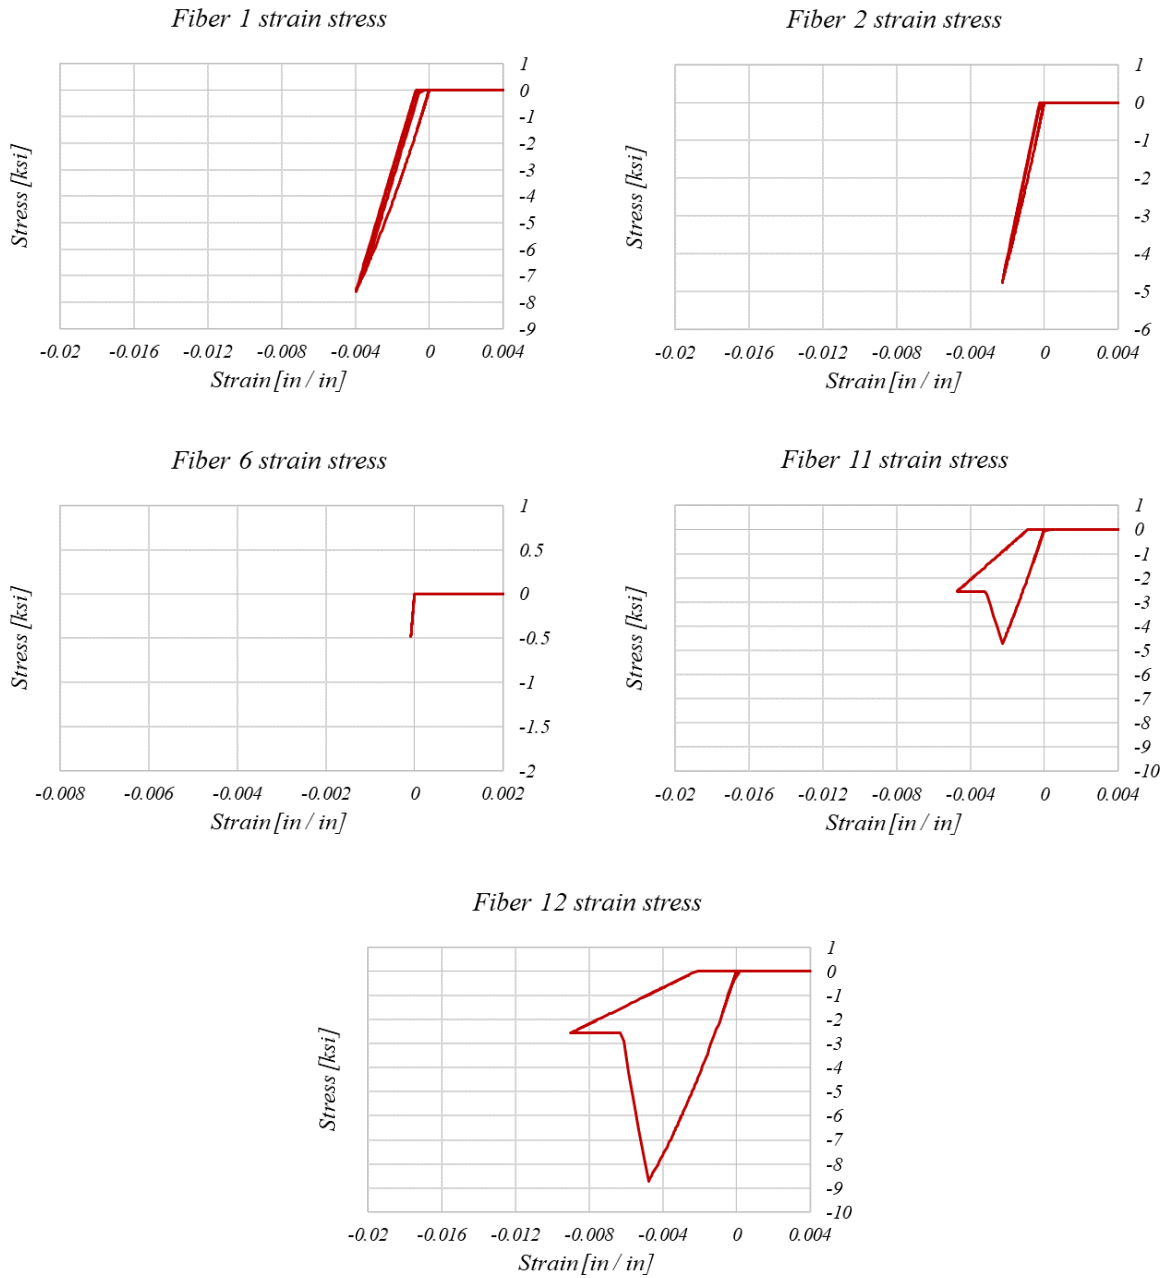 Fiber 1 strain stress
1
0
-1
-2
-3
-4
-5
-6
-7
-8
-9
Stress [ksi]
-0.02 -0.016 -0.012 -0.008 -0.004 0 0.004
Strain [in / in]
Fiber 2 strain stress
1
0
-1
-2
-3
-4
-5
-6
Stress [ksi]
-0.02 -0.016 -0.012 -0.008 -0.004 0 0.004
Strain [in / in]
Fiber 6 strain stress
1
0.5
0
-0.5
-1
-1.5
-2
Stress [ksi]
-0.008 -0.006 -0.004 -0.002 0 0.002
Strain [in / in]
Fiber 11 strain stress
1
0
-1
-2
-3
-4
-5
-6
-7
-8
-9
-10
Stress [ksi]
-0.02 -0.016 -0.012 -0.008 -0.004 0 0.004
Strain [in / in]
Fiber 12 strain stress
1
0
-1
-2
-3
-4
-5
-6
-7
-8
-9
-10
Stress [ksi]
-0.02 -0.016 -0.012 -0.008 -0.004 0 0.004
Strain [in / in]